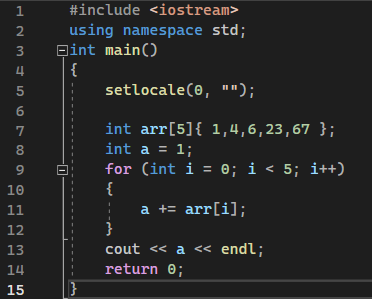 1 #include <iostream>
2 using namespace std;
3 int main()
4 {
5 setlocale(0, "");
6
7 int arr[5]{ 1,4,6,23,67 };
8 int a = 1;
9 for (int i = 0; i < 5; i++)
10 {
11 a += arr[i];
12 }
13 cout << a << endl;
14 return 0;
15 }